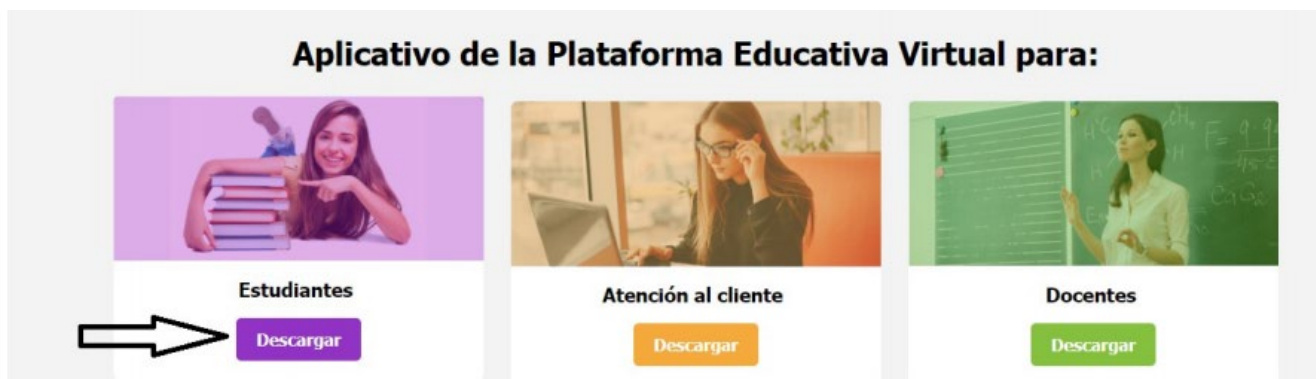 Aplicativo de la Plataforma Educativa Virtual para:
Estudiantes
Descargar
Atención al cliente
Descargar
Docentes
Descargar